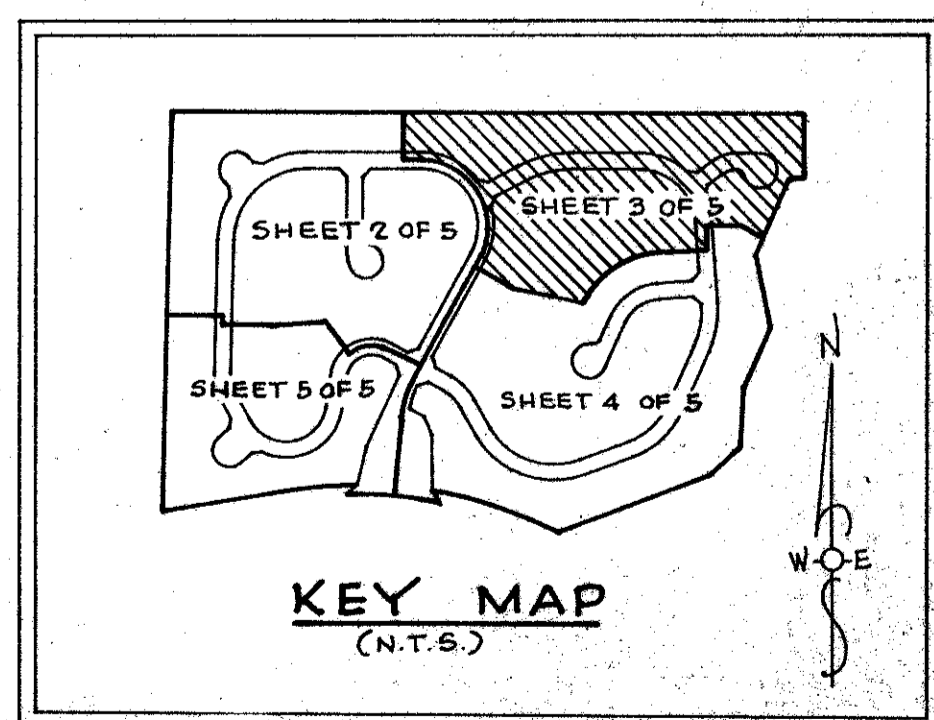 SHEET 2 OF 5
SHEET 3 OF 5
SHEET 5 OF 5
SHEET 4 OF 5
N
W
E
S
KEY MAP
(N.T.S.)